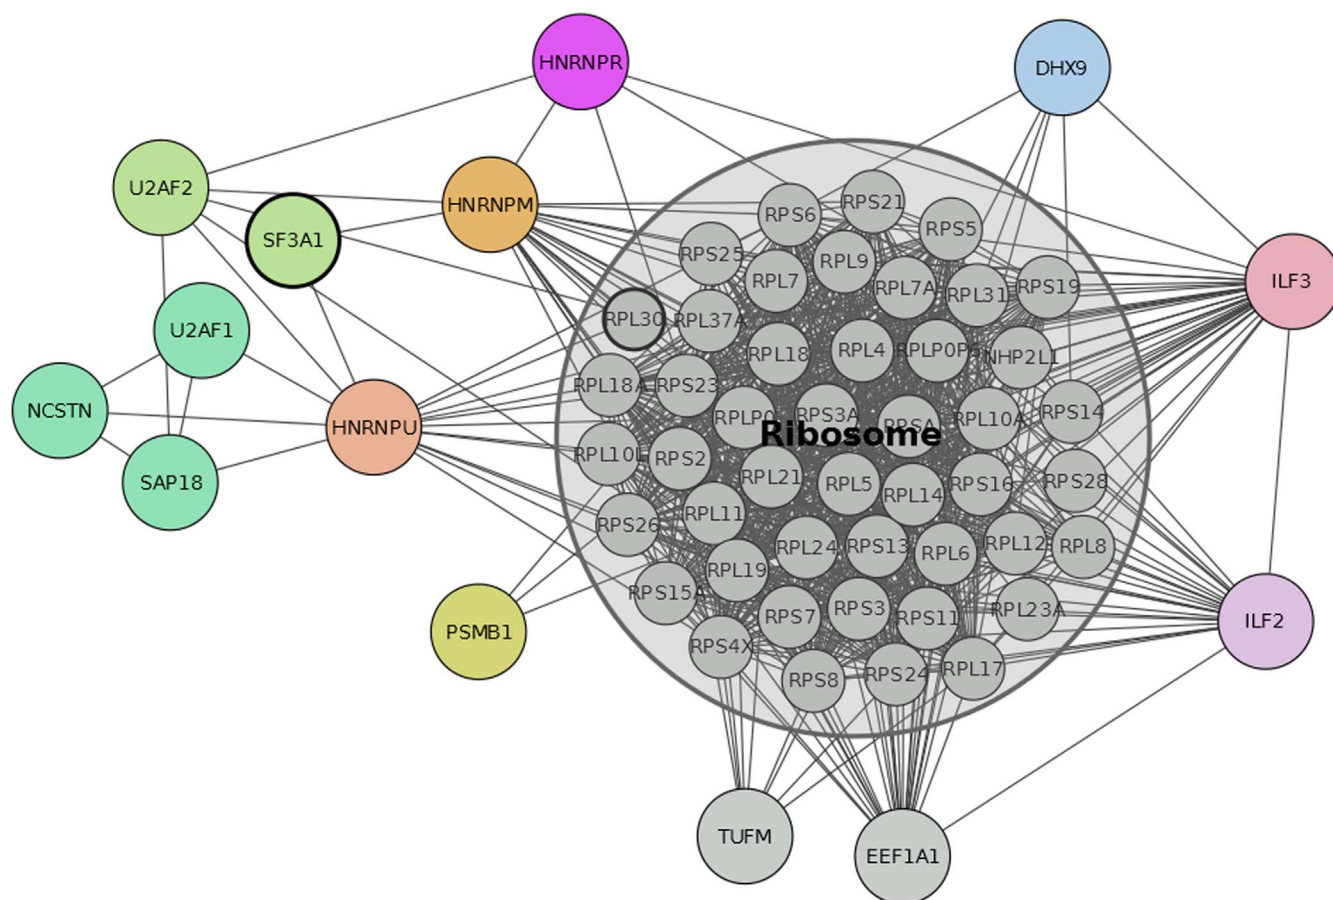 HNRNPR
DHX9
U2AF2
HNRNPM
SF3A1
ILF3
U2AF1
NCSTN
HNRNPU
SAP18
PSMB1
ILF2
TUFM
EEF1A1
RPS6
RPS21
RPS5
RPS25
RPL9
RPL7
RPL7A
RPL31
RPS19
RPL30
RPL37A
RPL18
RPL4
RPLP0P6
NHP2L1
RPL18A
RPS23
RPLP0
RPS3A
RPSA
RPL10A
RPS14
Ribosome
RPL10L
RPS2
RPL21
RPL5
RPL14
RPS16
RPS28
RPS26
RPL11
RPL24
RPS13
RPL6
RPL12
RPL8
RPL19
RPS15A
RPS7
RPS3
RPS11
RPL23A
RPS4X
RPS8
RPS24
RPL17